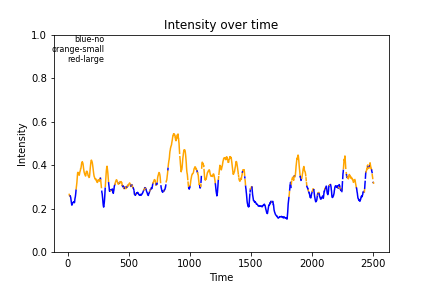 Intensity over time
blue-no
orange-small
red-large
1.0
0.8
0.6
0.4
0.2
0.0
Intensity
0 500 1000 1500 2000 2500
Time